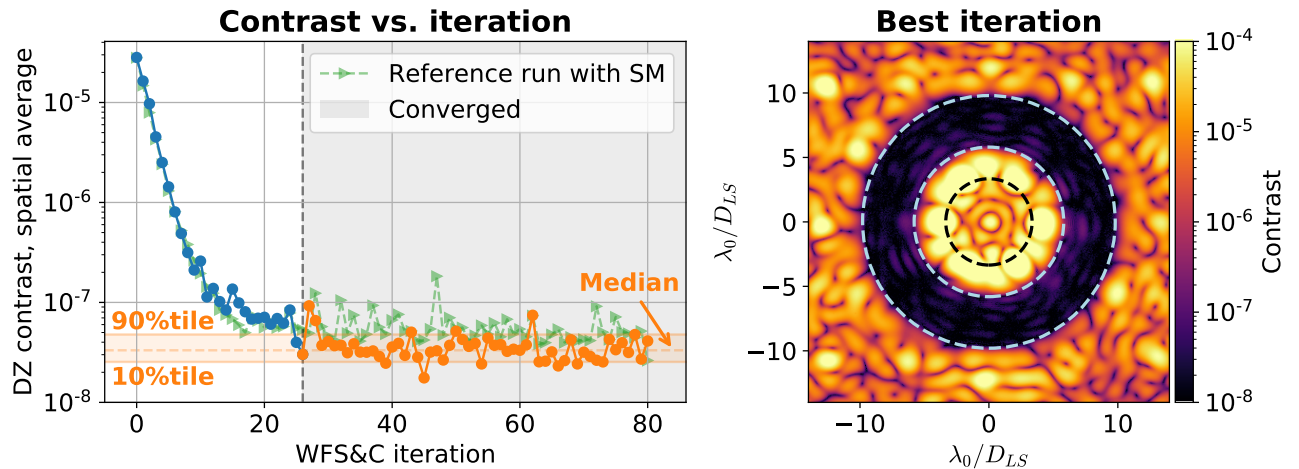 Contrast vs. iteration
DZ contrast, spatial average
10⁻⁵
10⁻⁶
10⁻⁷
10⁻⁸
Reference run with SM
Converged
Median
90%tile
10%tile
0 20 40 60 80
WFS&C iteration
Best iteration
λ₀/D_LS
10
5
0
−5
−10
−10 0 10
λ₀/D_LS
10⁻⁴
10⁻⁵
10⁻⁶
10⁻⁷
10⁻⁸
Contrast